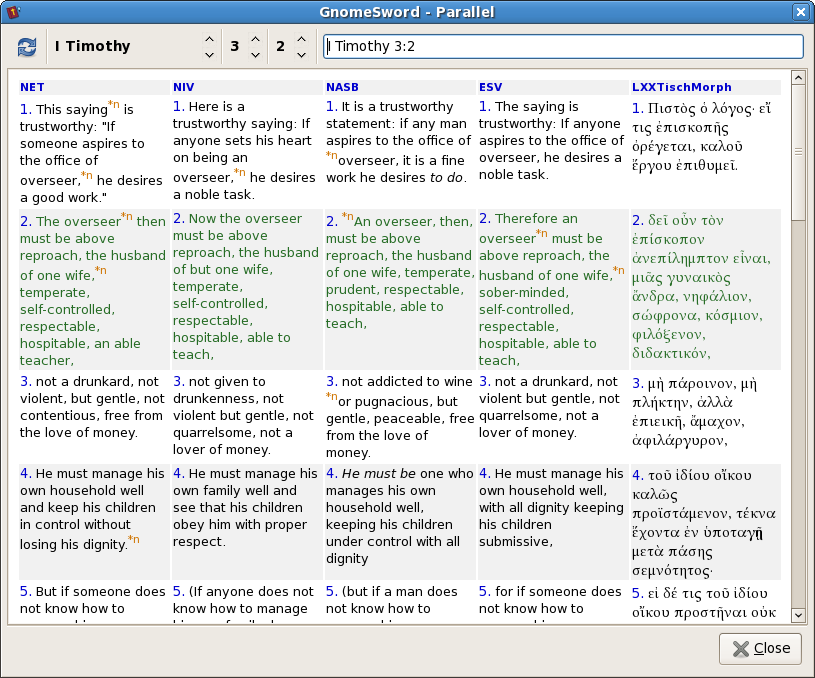 GnomeSword - Parallel
I Timothy
3
2
I Timothy 3:2
NET
1. This saying*n is
trustworthy: "If
someone aspires to
the office of
overseer,*n he desires
a good work."
2. The overseer*n then
must be above
reproach, the husband
of one wife,*n
temperate,
self-controlled,
respectable,
hospitable, an able
teacher,
3. not a drunkard, not
violent, but gentle, not
contentious, free from
the love of money.
4. He must manage his
own household well
and keep his children
in control without
losing his dignity.*n
5. But if someone does
not know how to
NIV
1. Here is a
trustworthy saying: If
anyone sets his heart
on being an
overseer,*n he desires
a noble task.
2. Now the overseer
must be above
reproach, the husband
of but one wife,
temperate,
self-controlled,
respectable,
hospitable, able to
teach,
3. not given to
drunkenness, not
violent but gentle, not
quarrelsome, not a
lover of money.
4. He must manage his
own family well and
see that his children
obey him with proper
respect.
5. (If anyone does not
know how to manage
NASB
1. It is a trustworthy
statement: if any man
aspires to the office of
*noverseer, it is a fine
work he desires to do.
2. *nAn overseer, then,
must be above
reproach, the husband
of one wife, temperate,
prudent, respectable,
hospitable, able to
teach,
3. not addicted to wine
*nor pugnacious, but
gentle, peaceable, free
from the love of
money.
4. He must be one who
manages his own
household well,
keeping his children
under control with all
dignity
5. (but if a man does
not know how to
ESV
1. The saying is
trustworthy: If anyone
aspires to the office of
overseer, he desires a
noble task.
2. Therefore an
overseer*n must be
above reproach, the
husband of one wife,*n
sober-minded,
self-controlled,
respectable,
hospitable, able to
teach,
3. not a drunkard, not
violent but gentle, not
quarrelsome, not a
lover of money.
4. He must manage his
own household well,
with all dignity keeping
his children
submissive,
5. for if someone does
not know how to
LXXTischMorph
1. Πιστὸς ὁ λόγος· εἴ
τις ἐπισκοπῆς
ὀρέγεται, καλοῦ
ἔργου ἐπιθυμεῖ.
2. δεῖ οὖν τὸν
ἐπίσκοπον
ἀνεπίλημπτον εἶναι,
μιᾶς γυναικὸς
ἄνδρα, νηφάλιον,
σώφρονα, κόσμιον,
φιλόξενον,
διδακτικόν,
3. μὴ πάροινον, μὴ
πλήκτην, ἀλλὰ
ἐπιεικῆ, ἄμαχον,
ἀφιλάργυρον,
4. τοῦ ἰδίου οἴκου
καλῶς
προϊστάμενον, τέκνα
ἔχοντα ἐν ὑποταγῇ
μετὰ πάσης
σεμνότητος·
5. εἰ δέ τις τοῦ ἰδίου
οἴκου προστῆναι οὐκ
Close